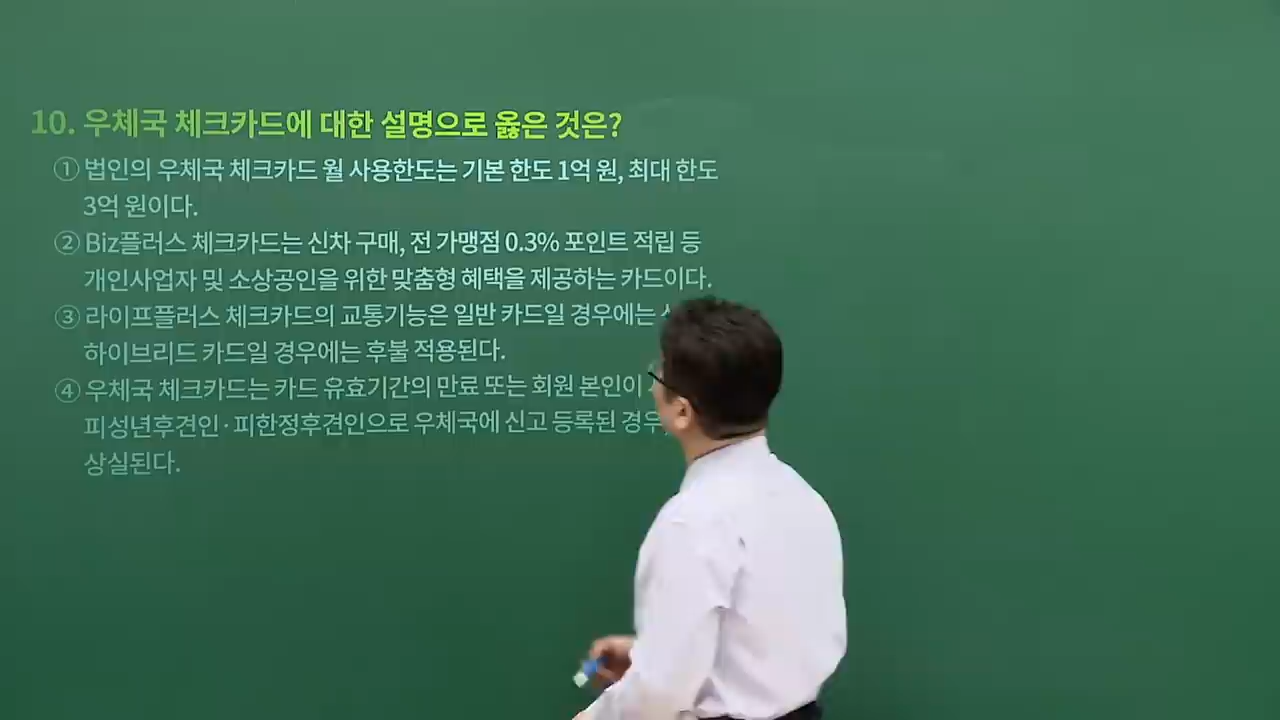 10. 우체국 체크카드에 대한 설명으로 옳은 것은?
① 법인의 우체국 체크카드 월 사용한도는 기본 한도 1억 원, 최대 한도
3억 원이다.
② Biz플러스 체크카드는 신차 구매, 전 가맹점 0.3% 포인트 적립 등
개인사업자 및 소상공인을 위한 맞춤형 혜택을 제공하는 카드이다.
③ 라이프플러스 체크카드의 교통기능은 일반 카드일 경우에는
하이브리드 카드일 경우에는 후불 적용된다.
④ 우체국 체크카드는 카드 유효기간의 만료 또는 회원 본인이
피성년후견인·피한정후견인으로 우체국에 신고 등록된 경우
상실된다.